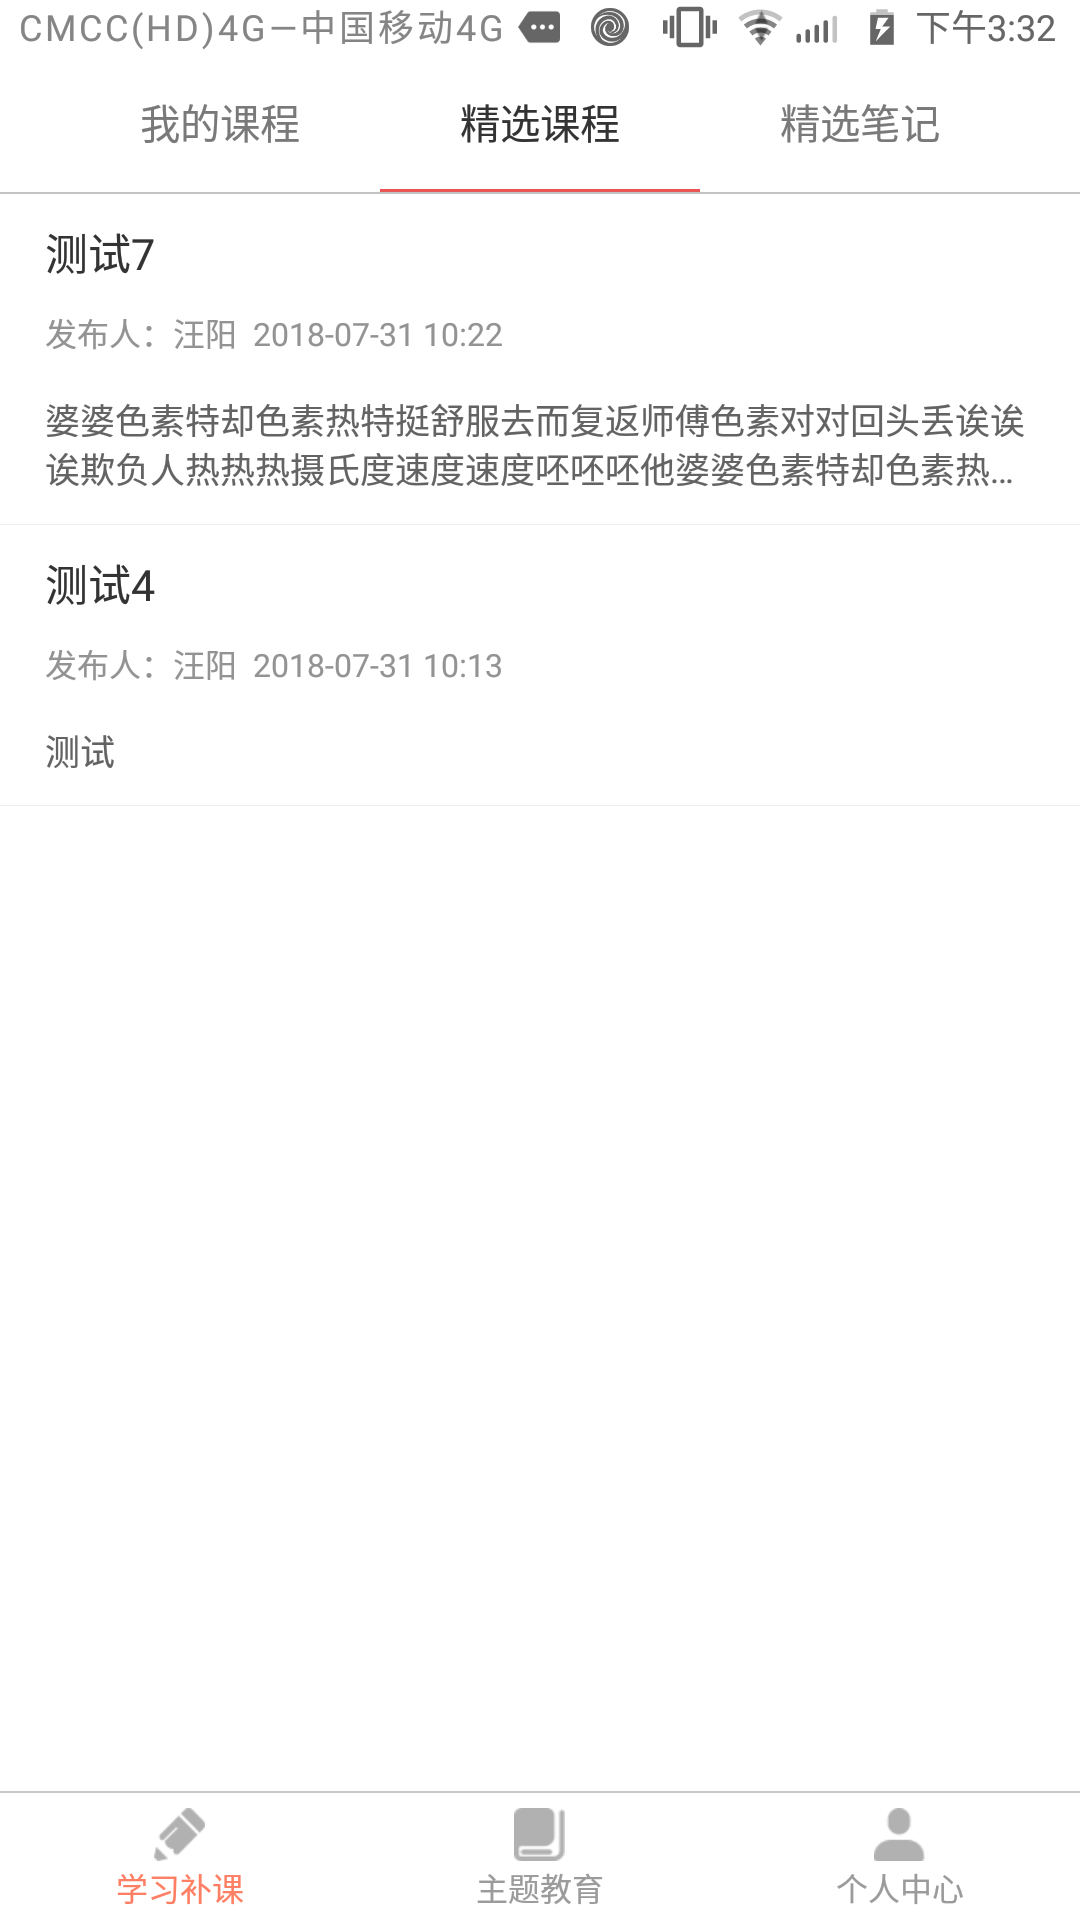 CMCC(HD)4G—中国移动4G 下午3:32
我的课程 精选课程 精选笔记
测试7
发布人：汪阳 2018-07-31 10:22
婆婆色素特却色素热特挺舒服去而复返师傅色素对对回头丢诶诶
诶欺负人热热热摄氏度速度速度呸呸呸他婆婆色素特却色素热...
测试4
发布人：汪阳 2018-07-31 10:13
测试
学习补课 主题教育 个人中心